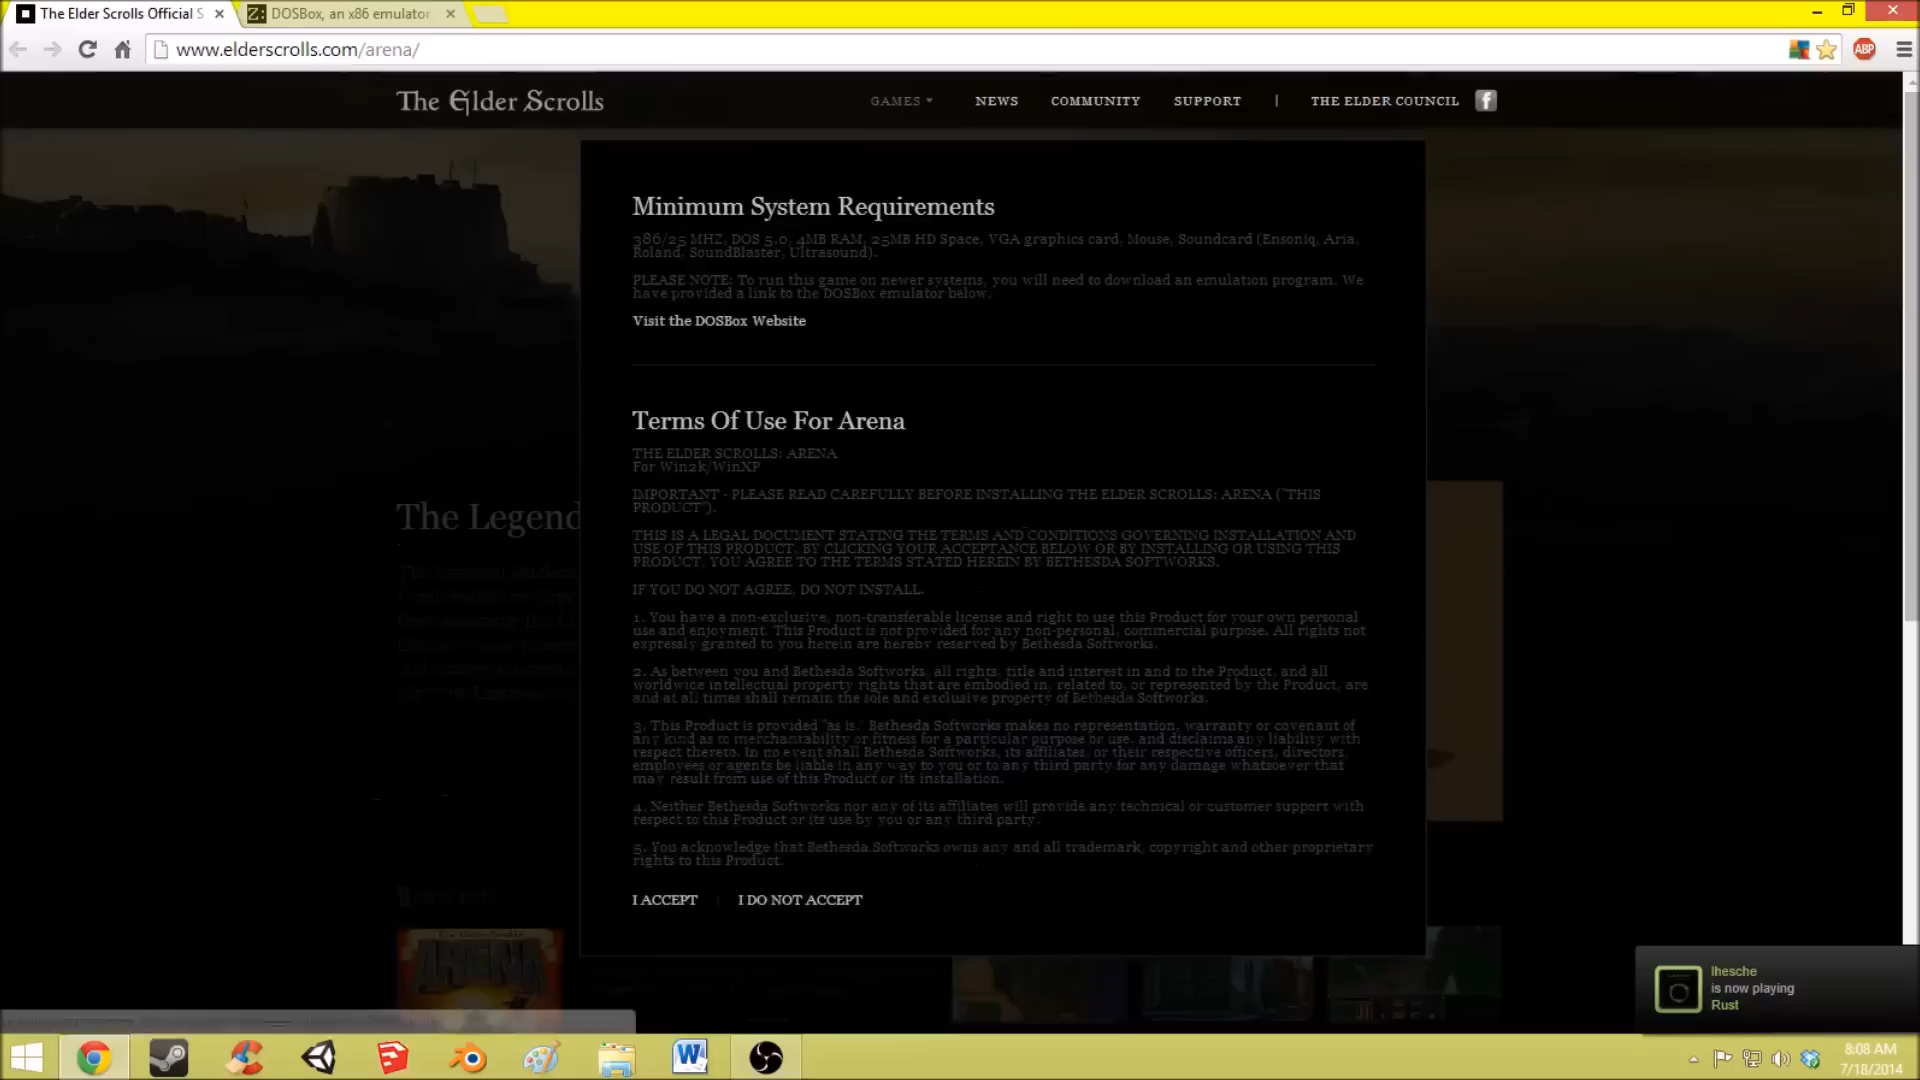 The Elder Scrolls Official S
DOSBox, an x86 emulator
www.elderscrolls.com/arena/
ABP
The Elder Scrolls
GAMES
NEWS
COMMUNITY
SUPPORT
|
THE ELDER COUNCIL
f
Minimum System Requirements
386/25 MHZ, DOS 5.0, 4MB RAM, 25MB HD Space, VGA graphics card, Mouse, Soundcard (Ensoniq, Aria,
Roland, SoundBlaster, Ultrasound).
PLEASE NOTE: To run this game on newer systems, you will need to download an emulation program. We
have provided a link to the DOSBox emulator below.
Visit the DOSBox Website
Terms Of Use For Arena
THE ELDER SCROLLS: ARENA
For Win2k/WinXP
IMPORTANT - PLEASE READ CAREFULLY BEFORE INSTALLING THE ELDER SCROLLS: ARENA ("THIS
PRODUCT").
THIS IS A LEGAL DOCUMENT STATING THE TERMS AND CONDITIONS GOVERNING INSTALLATION AND
USE OF THIS PRODUCT, BY CLICKING YOUR ACCEPTANCE BELOW OR BY INSTALLING OR USING THIS
PRODUCT, YOU AGREE TO THE TERMS STATED HEREIN BY BETHESDA SOFTWORKS.
IF YOU DO NOT AGREE, DO NOT INSTALL.
The Legend
1. You have a non-exclusive, non-transferable license and right to use this Product for your own personal
use and enjoyment. This Product is not provided for any non-personal, commercial purpose. All rights not
expressly granted to you herein are hereby reserved by Bethesda Softworks.
2. As between you and Bethesda Softworks, all rights, title and interest in and to the Product, and all
worldwide intellectual property rights that are embodied in, related to, or represented by the Product, are
and at all times shall remain the sole and exclusive property of Bethesda Softworks.
3. This Product is provided "as is." Bethesda Softworks makes no representation, warranty or covenant of
any kind as to merchantability or fitness for a particular purpose or use, and disclaims any liability with
respect thereto. In no event shall Bethesda Softworks, its affiliates, or their respective officers, directors,
employees or agents be liable in any way to you or to any third party for any damage whatsoever that
may result from use of this Product or its installation.
4. Neither Bethesda Softworks nor any of its affiliates will provide any technical or customer support with
respect to this Product or its use by you or any third party.
5. You acknowledge that Bethesda Softworks owns any and all trademark, copyright and other proprietary
rights to this Product.
I ACCEPT | I DO NOT ACCEPT
ARENA
lhesche
is now playing
Rust
8:08 AM
7/18/2014